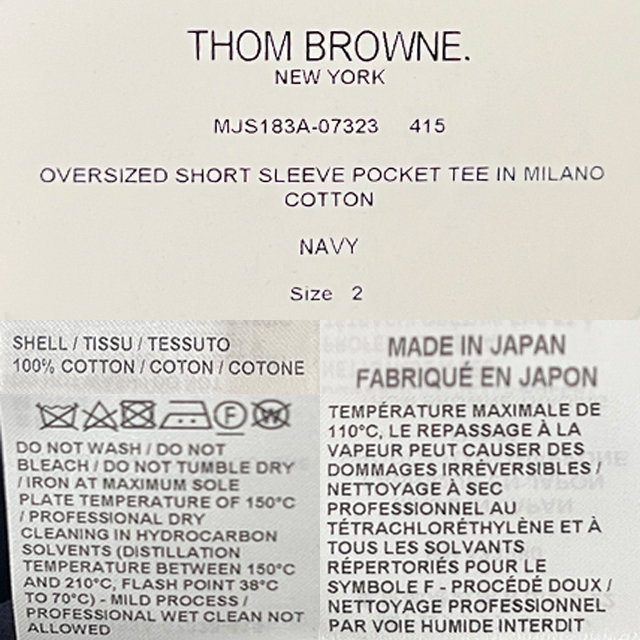 THOM BROWNE.
NEW YORK
MJS183A-07323 415
OVERSIZED SHORT SLEEVE POCKET TEE IN MILANO
COTTON
NAVY
Size 2
SHELL / TISSU / TESSUTO
100% COTTON / COTON / COTONE
DO NOT WASH / DO NOT
BLEACH / DO NOT TUMBLE DRY
/ IRON AT MAXIMUM SOLE
PLATE TEMPERATURE OF 150°C
/ PROFESSIONAL DRY
CLEANING IN HYDROCARBON
SOLVENTS (DISTILLATION
TEMPERATURE BETWEEN 150°C
AND 210°C, FLASH POINT 38°C
TO 70°C) - MILD PROCESS /
PROFESSIONAL WET CLEAN NOT
ALLOWED
MADE IN JAPAN
FABRIQUÉ EN JAPON
TEMPÉRATURE MAXIMALE DE
110°C, LE REPASSAGE À LA
VAPEUR PEUT CAUSER DES
DOMMAGES IRRÉVERSIBLES /
NETTOYAGE À SEC
PROFESSIONNEL AU
TÉTRACHLORÉTHYLÈNE ET À
TOUS LES SOLVANTS
RÉPERTORIÉS POUR LE
SYMBOLE F - PROCÉDÉ DOUX /
NETTOYAGE PROFESSIONNEL
PAR VOIE HUMIDE INTERDIT